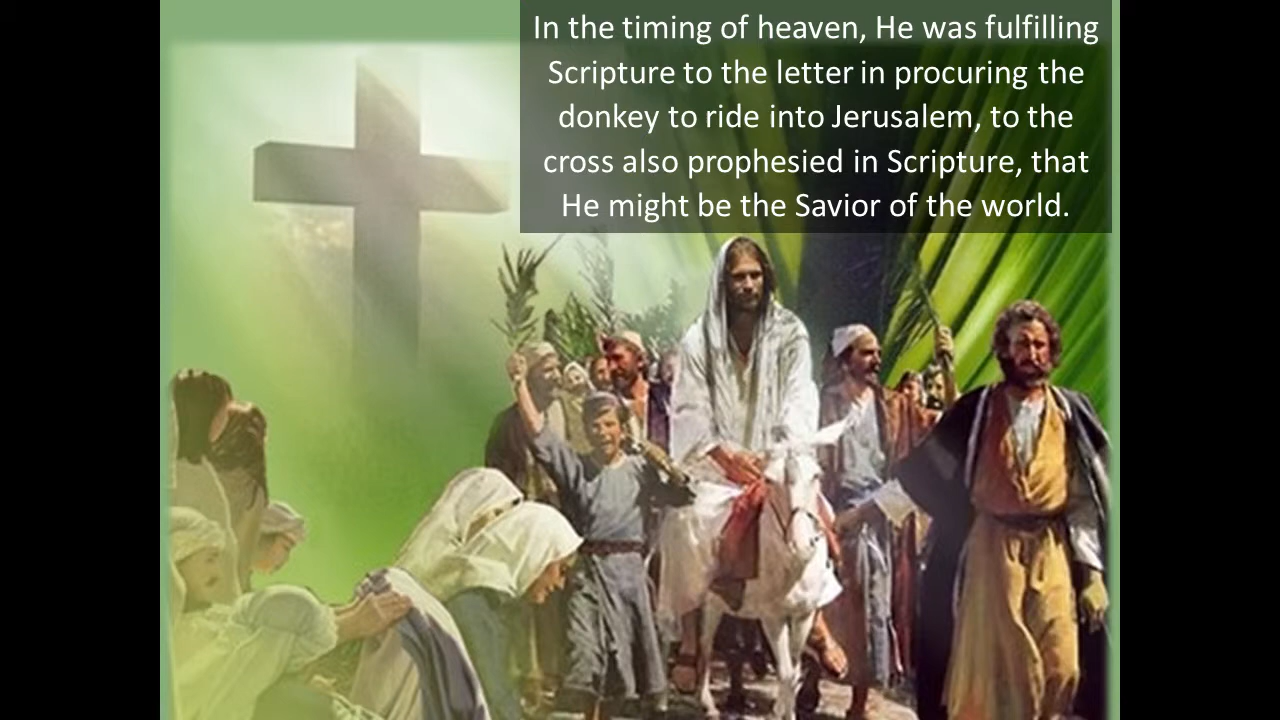 In the timing of heaven, He was fulfilling
Scripture to the letter in procuring the
donkey to ride into Jerusalem, to the
cross also prophesied in Scripture, that
He might be the Savior of the world.